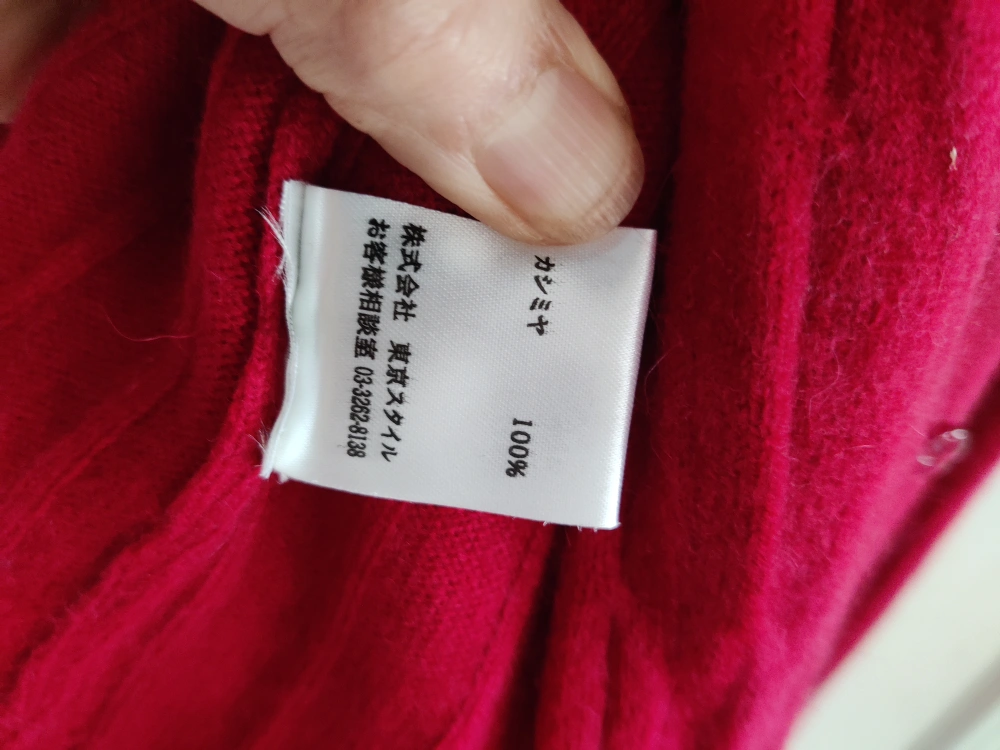 カシミヤ 100%
株式会社 東京スタイル
お客様相談室 03-3262-8138